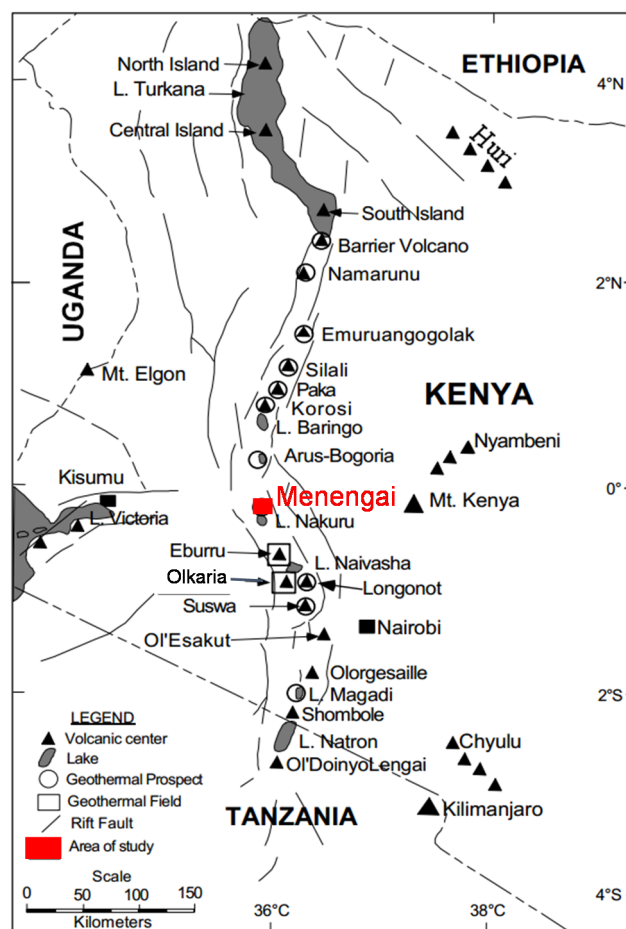 ETHIOPIA
4°N
North Island
L. Turkana
Central Island
Huri
South Island
Barrier Volcano
Namarunu
2°N
UGANDA
Emuruangogolak
Mt. Elgon
Silali
Paka
KENYA
Korosi
L. Baringo
Nyambeni
Arus-Bogoria
Kisumu
0°
Menengai
Mt. Kenya
L. Victoria
L. Nakuru
Eburru
L. Naivasha
Olkaria
Longonot
Suswa
Nairobi
Ol'Esakut
Olorgesaille
L. Magadi
2°S
Shombole
LEGEND
Volcanic center
L. Natron
Chyulu
Lake
Ol'DoinyoLengai
Geothermal Prospect
Geothermal Field
TANZANIA
Kilimanjaro
Rift Fault
Area of study
Scale
0 50 100 150
Kilometers
4°S
36°C
38°C